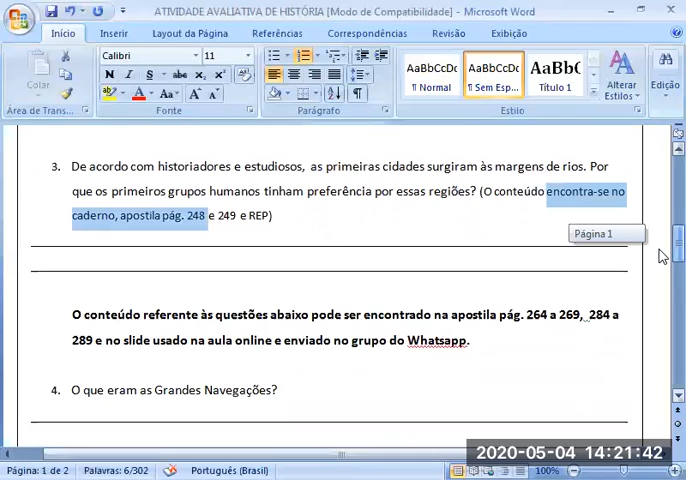 ATIVIDADE AVALIATIVA DE HISTÓRIA [Modo de Compatibilidade] - Microsoft Word
Início Inserir Layout da Página Referências Correspondências Revisão Exibição
Colar
Calibri 11
N I S abc x₂ x²
ab A Aa A A
AaBbCcDc AaBbCcDc AaBbC
¶ Normal ¶ Sem Esp... Título 1
Alterar Estilos
Edição
Área de Trans... Fonte Parágrafo Estilo
3. De acordo com historiadores e estudiosos, as primeiras cidades surgiram às margens de rios. Por
que os primeiros grupos humanos tinham preferência por essas regiões? (O conteúdo encontra-se no
caderno, apostila pág. 248 e 249 e REP)
Página 1
O conteúdo referente às questões abaixo pode ser encontrado na apostila pág. 264 a 269, 284 a
289 e no slide usado na aula online e enviado no grupo do Whatsapp.
4. O que eram as Grandes Navegações?
2020-05-04 14:21:42
Página: 1 de 2 Palavras: 6/302 Português (Brasil) 100%